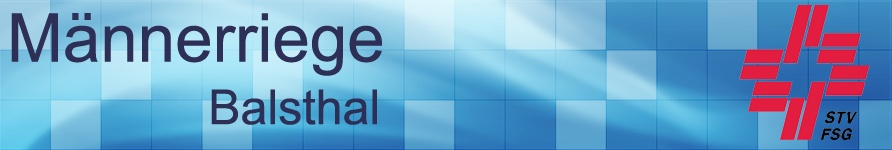 Männerriege
Balsthal
STV
FSG